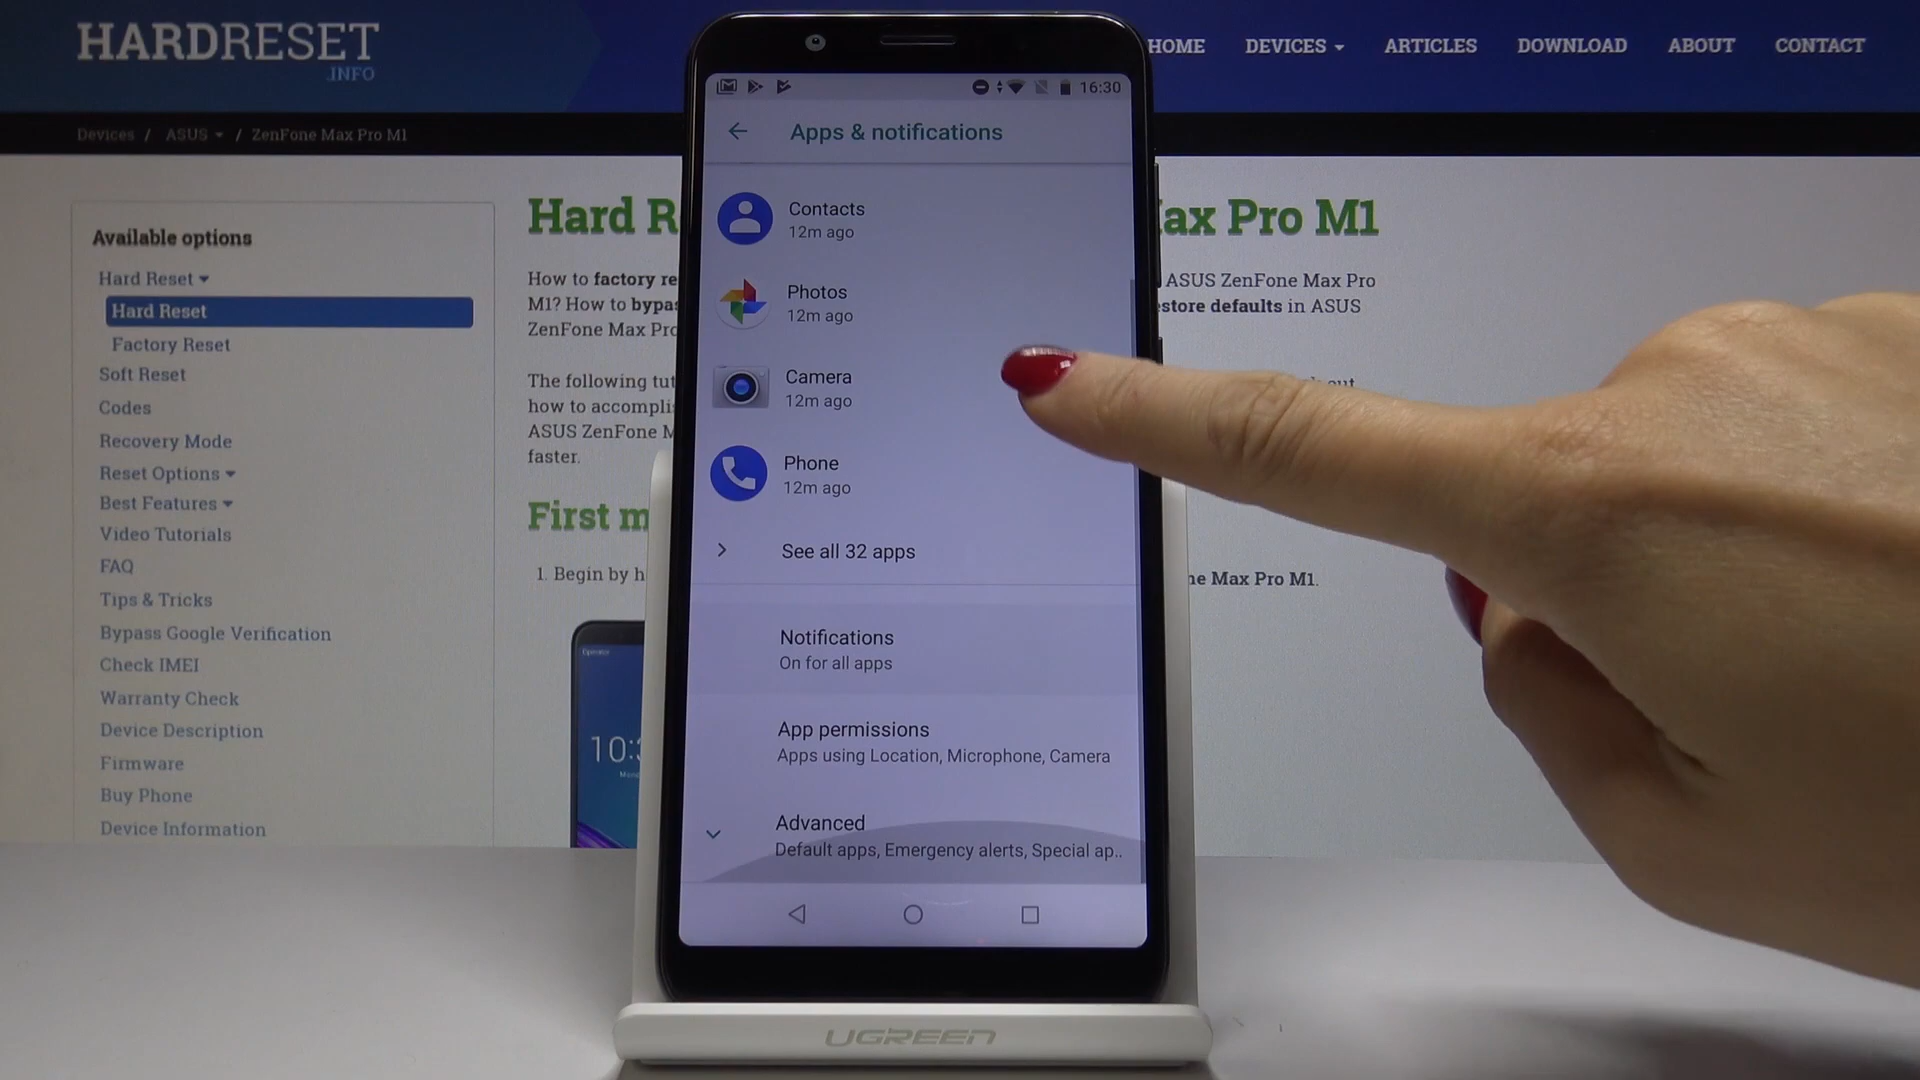 HARDRESET
.INFO
HOME DEVICES ARTICLES DOWNLOAD ABOUT CONTACT
Devices / ASUS / ZenFone Max Pro M1
Available options
Hard Reset
Hard Reset
Factory Reset
Soft Reset
Codes
Recovery Mode
Reset Options
Best Features
Video Tutorials
FAQ
Tips & Tricks
Bypass Google Verification
Check IMEI
Warranty Check
Device Description
Firmware
Buy Phone
Device Information
Hard R ax Pro M1
How to factory re ASUS ZenFone Max Pro
M1? How to bypa store defaults in ASUS
ZenFone Max Pro
The following tut out
how to accompli
ASUS ZenFone M
faster.
First m
1. Begin by h ne Max Pro M1.
10:3
16:30
Apps & notifications
Contacts
12m ago
Photos
12m ago
Camera
12m ago
Phone
12m ago
See all 32 apps
Notifications
On for all apps
App permissions
Apps using Location, Microphone, Camera
Advanced
Default apps, Emergency alerts, Special ap..
UGREEN